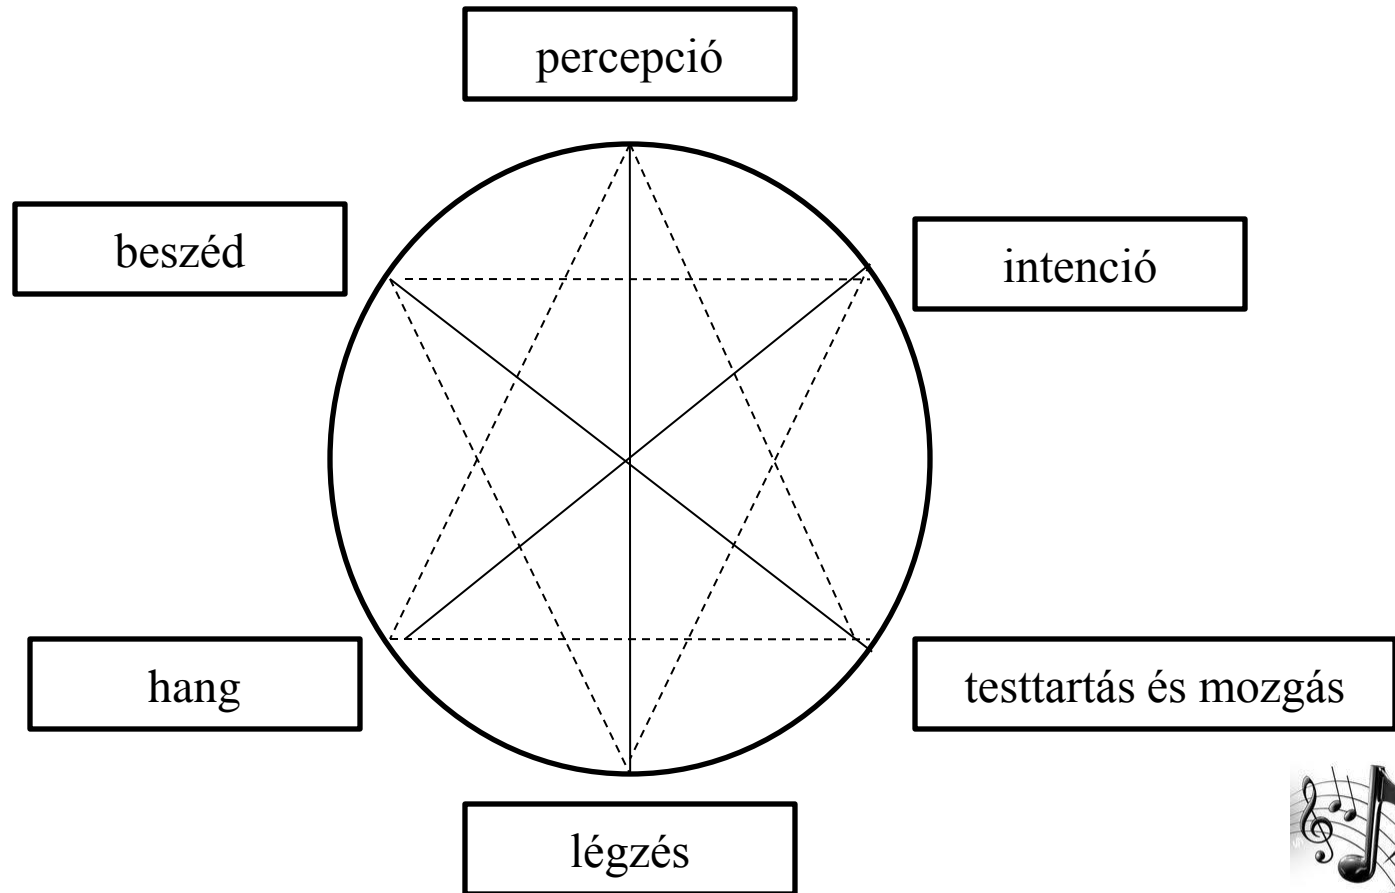 percepció
beszéd
intenció
hang
testtartás és mozgás
légzés